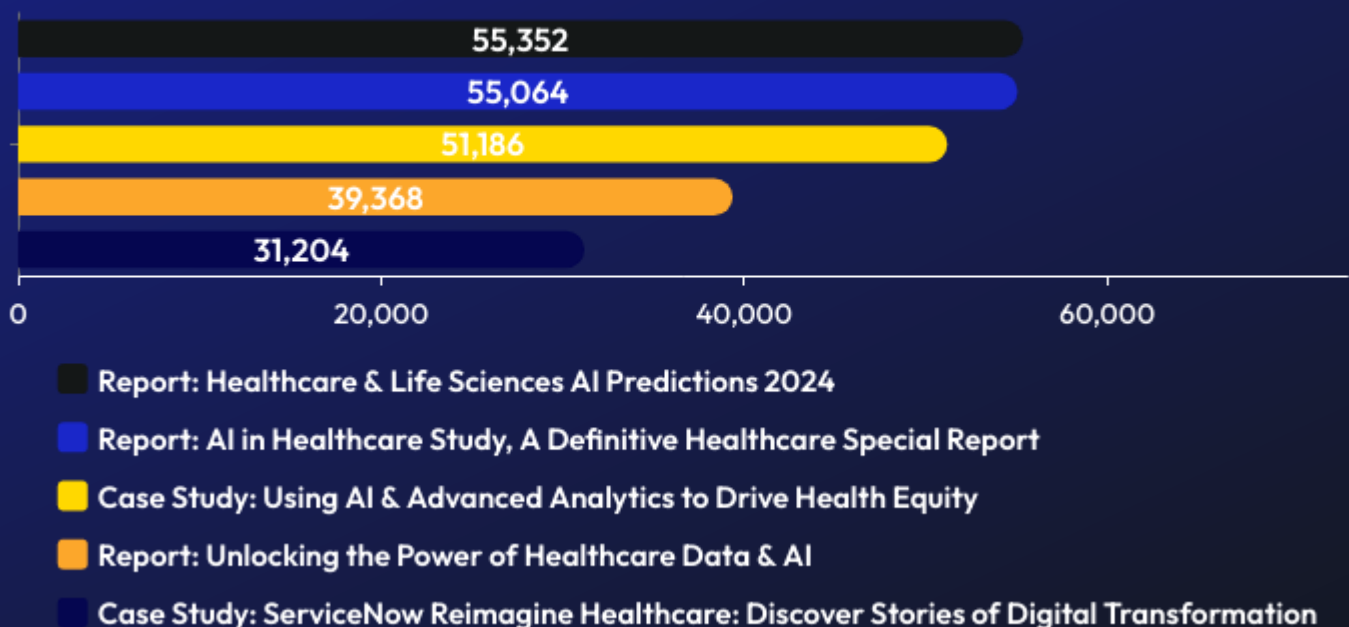 55,352
55,064
51,186
39,368
31,204
0 20,000 40,000 60,000
Report: Healthcare & Life Sciences AI Predictions 2024
Report: AI in Healthcare Study, A Definitive Healthcare Special Report
Case Study: Using AI & Advanced Analytics to Drive Health Equity
Report: Unlocking the Power of Healthcare Data & AI
Case Study: ServiceNow Reimagine Healthcare: Discover Stories of Digital Transformation